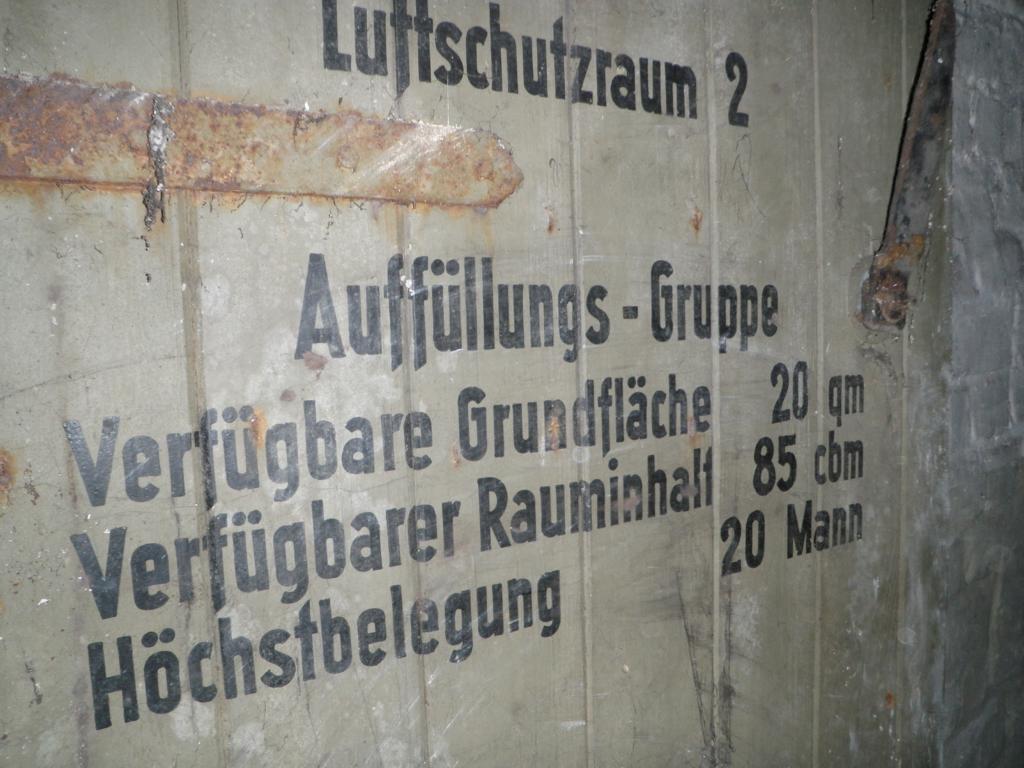 Luftschutzraum 2
Auffüllungs-Gruppe
Verfügbare Grundfläche 20 qm
Verfügbarer Rauminhalt 85 cbm
Höchstbelegung 20 Mann